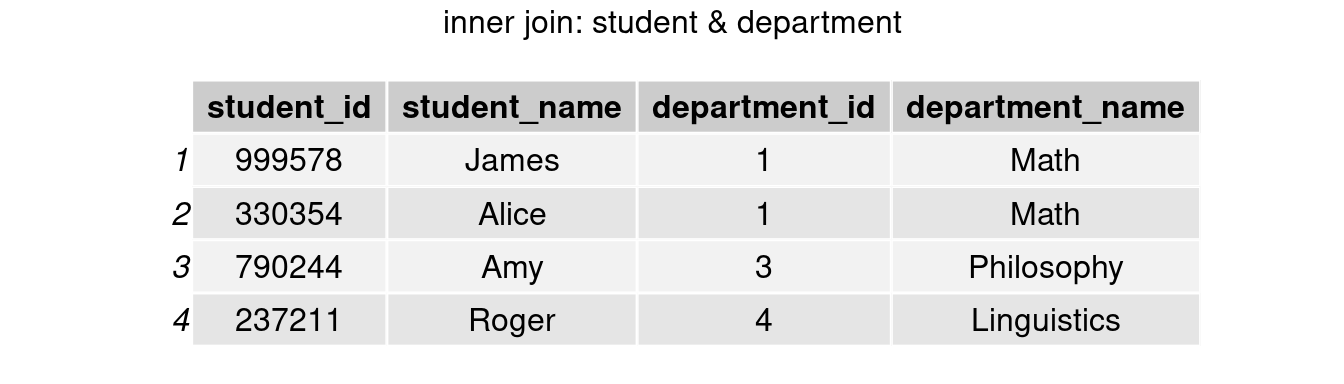 inner join: student & department
student_id student_name department_id department_name
1 999578 James 1 Math
2 330354 Alice 1 Math
3 790244 Amy 3 Philosophy
4 237211 Roger 4 Linguistics